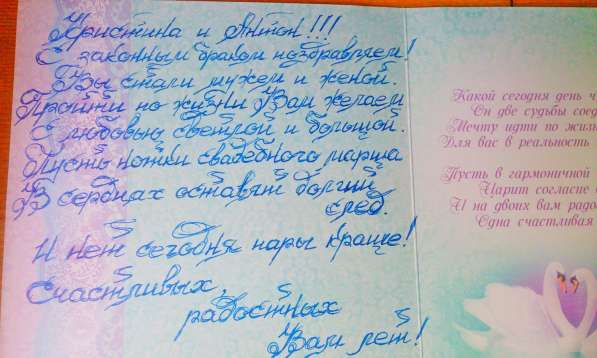 Кристина и Антон!!!
С законным браком поздравляем!
Вы стали мужем и женой.
Пройти по жизни Вам желаем
С любовью светлой и большой.
Пусть нотки свадебного марша
В сердцах оставят долгий
след.
И нет сегодня пары краше!
Счастливых,
радостных
Вам лет!
Какой сегодня день ч
Он две судьбы соед
Мечту идти по жизн
Для вас в реальность
Пусть в гармоничной
Царит согласие
И на двоих вам радо
Одна счастливая